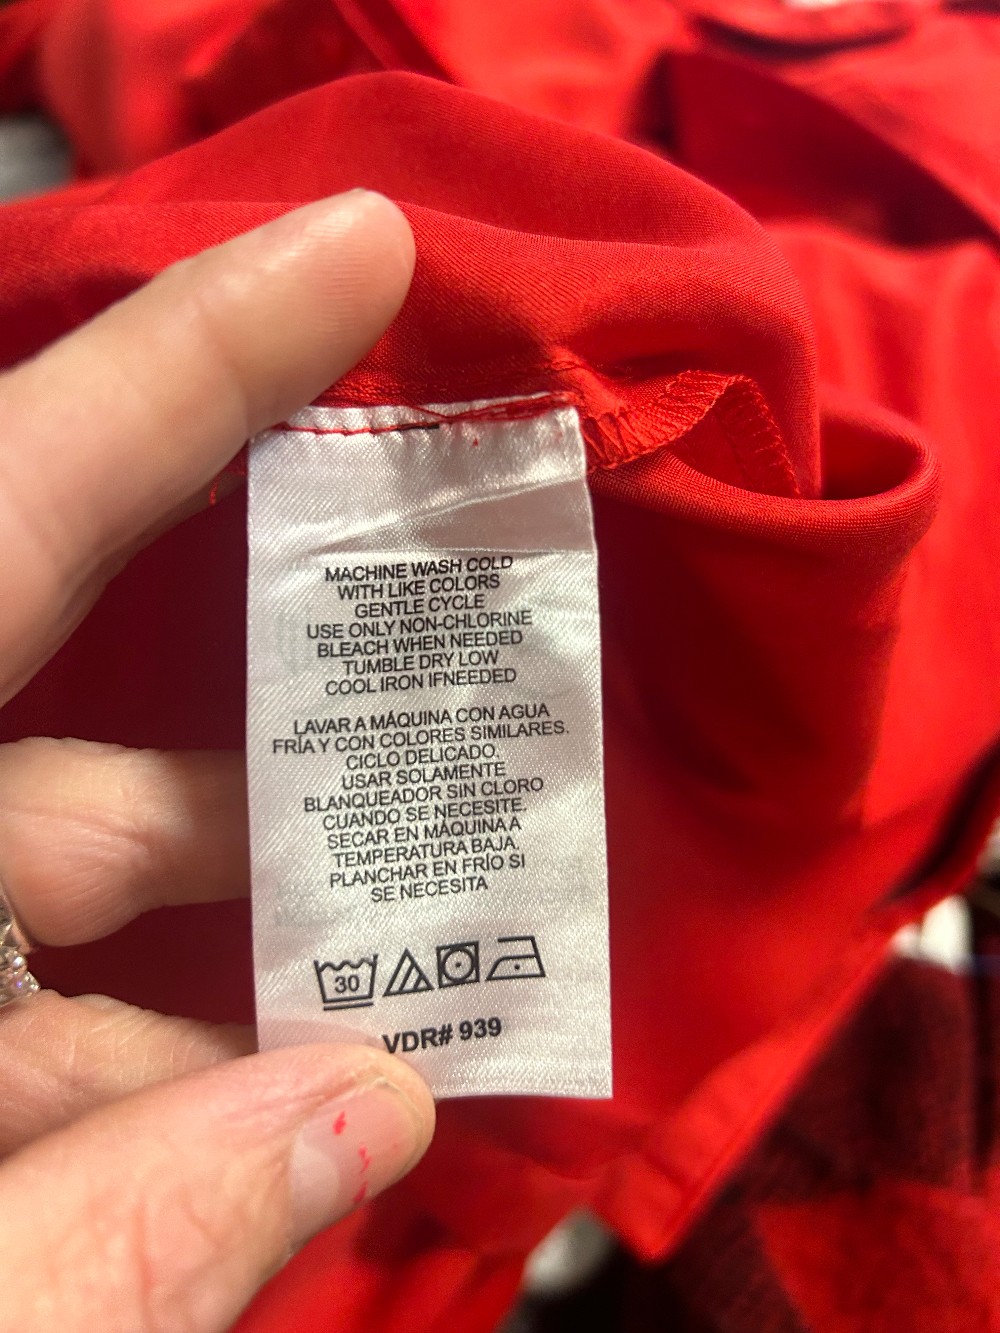 MACHINE WASH COLD
WITH LIKE COLORS
GENTLE CYCLE
USE ONLY NON-CHLORINE
BLEACH WHEN NEEDED
TUMBLE DRY LOW
COOL IRON IFNEEDED
LAVAR A MÁQUINA CON AGUA
FRÍA Y CON COLORES SIMILARES.
CICLO DELICADO.
USAR SOLAMENTE
BLANQUEADOR SIN CLORO
CUANDO SE NECESITE.
SECAR EN MÁQUINA A
TEMPERATURA BAJA.
PLANCHAR EN FRÍO SI
SE NECESITA
30
VDR# 939